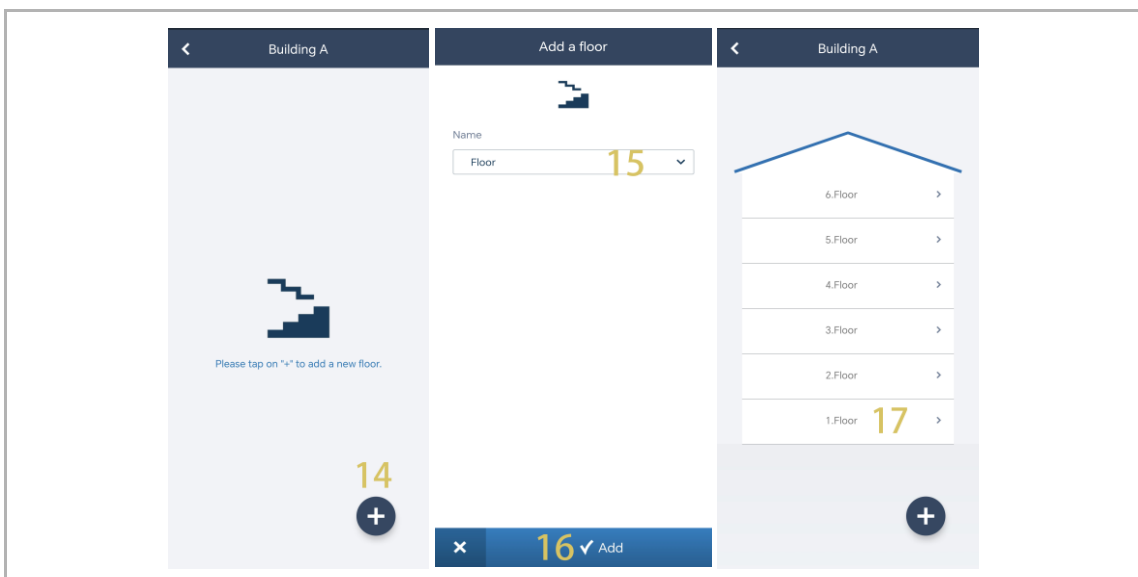 Building A
Please tap on "+" to add a new floor.
14
Add a floor
Name
Floor
15
16
Add
Building A
6.Floor
5.Floor
4.Floor
3.Floor
2.Floor
1.Floor
17